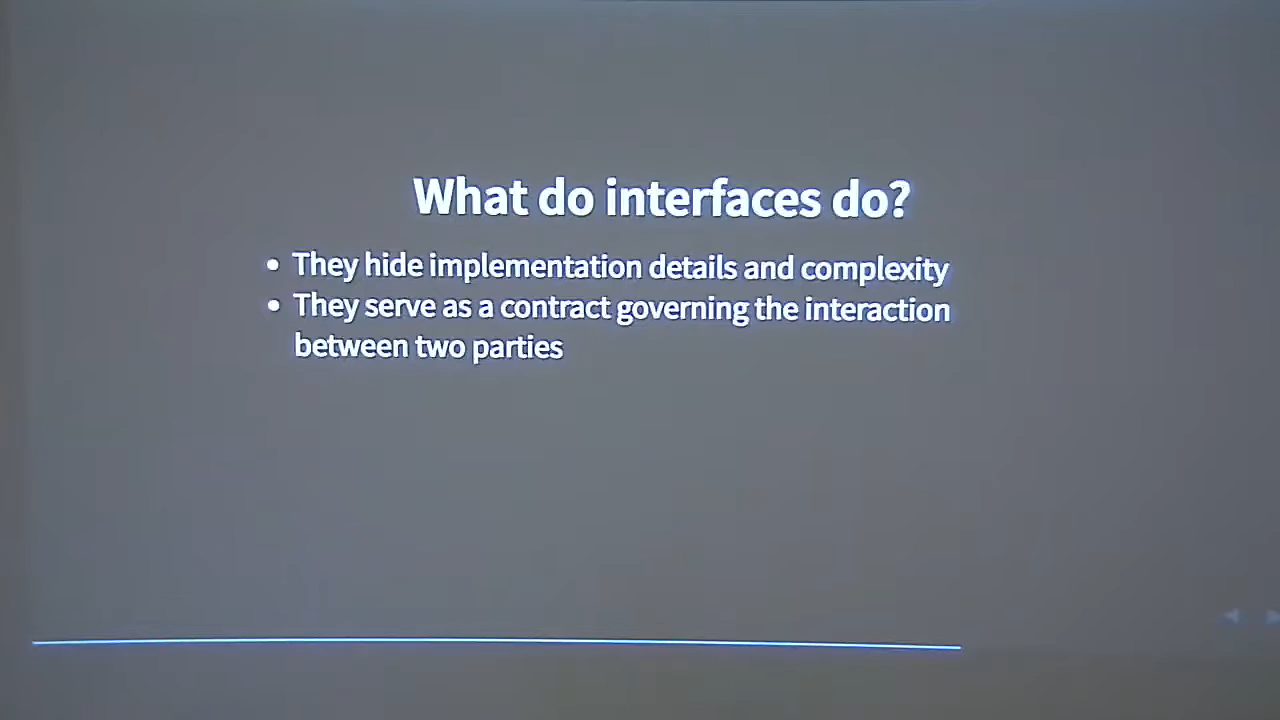 What do interfaces do?
• They hide implementation details and complexity
• They serve as a contract governing the interaction
between two parties